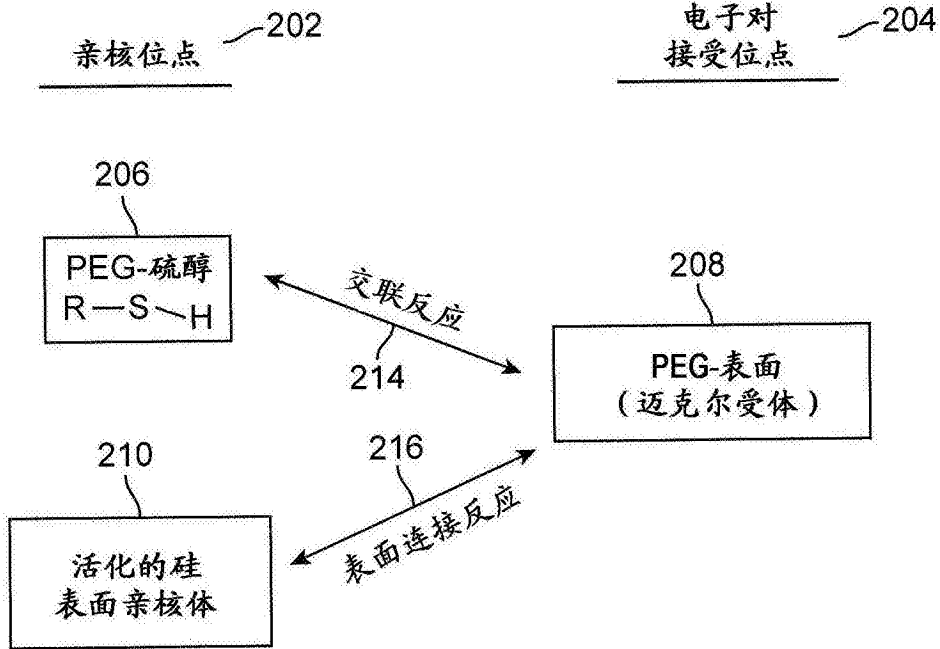 亲核位点
202
电子对
接受位点
204
206
PEG-硫醇
R—S—H
交联反应
214
208
PEG-表面
(迈克尔受体)
210
活化的硅
表面亲核体
216
表面连接反应